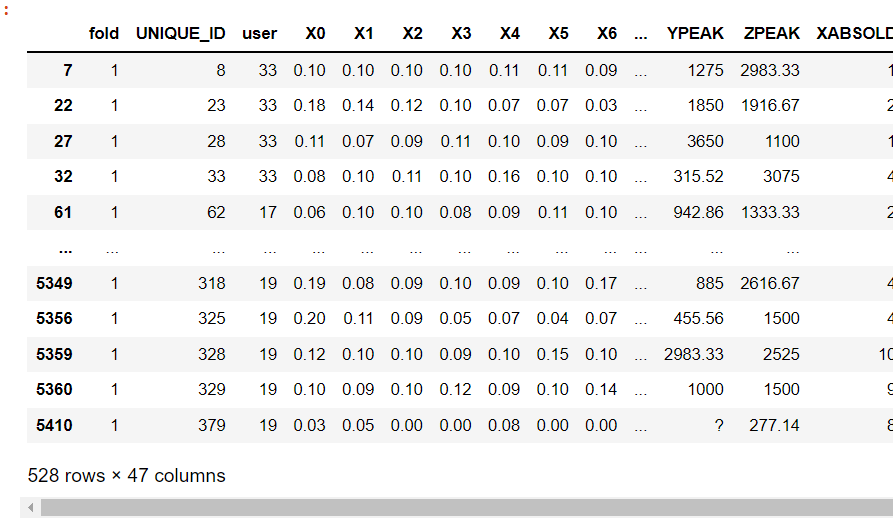 :
fold UNIQUE_ID user X0 X1 X2 X3 X4 X5 X6 ... YPEAK ZPEAK XABSOLD
7 1 8 33 0.10 0.10 0.10 0.10 0.11 0.11 0.09 ... 1275 2983.33 1
22 1 23 33 0.18 0.14 0.12 0.10 0.07 0.07 0.03 ... 1850 1916.67 2
27 1 28 33 0.11 0.07 0.09 0.11 0.10 0.09 0.10 ... 3650 1100 1
32 1 33 33 0.08 0.10 0.11 0.10 0.16 0.10 0.10 ... 315.52 3075 4
61 1 62 17 0.06 0.10 0.10 0.08 0.09 0.11 0.10 ... 942.86 1333.33 2
... ... ... ... ... ... ... ... ... ... ... ... ... ...
5349 1 318 19 0.19 0.08 0.09 0.10 0.09 0.10 0.17 ... 885 2616.67 4
5356 1 325 19 0.20 0.11 0.09 0.05 0.07 0.04 0.07 ... 455.56 1500 4
5359 1 328 19 0.12 0.10 0.10 0.09 0.10 0.15 0.10 ... 2983.33 2525 10
5360 1 329 19 0.10 0.09 0.10 0.12 0.09 0.10 0.14 ... 1000 1500 9
5410 1 379 19 0.03 0.05 0.00 0.00 0.08 0.00 0.00 ... ? 277.14 8
528 rows × 47 columns